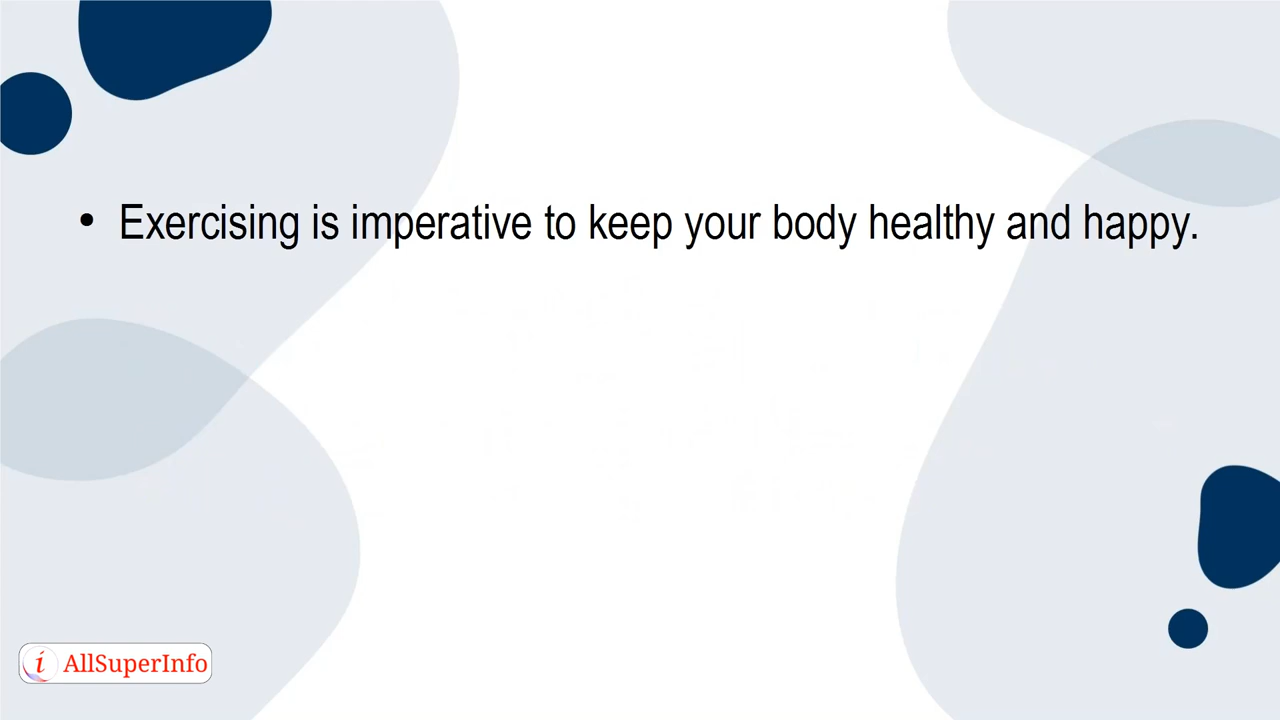 • Exercising is imperative to keep your body healthy and happy.
i AllSuperInfo